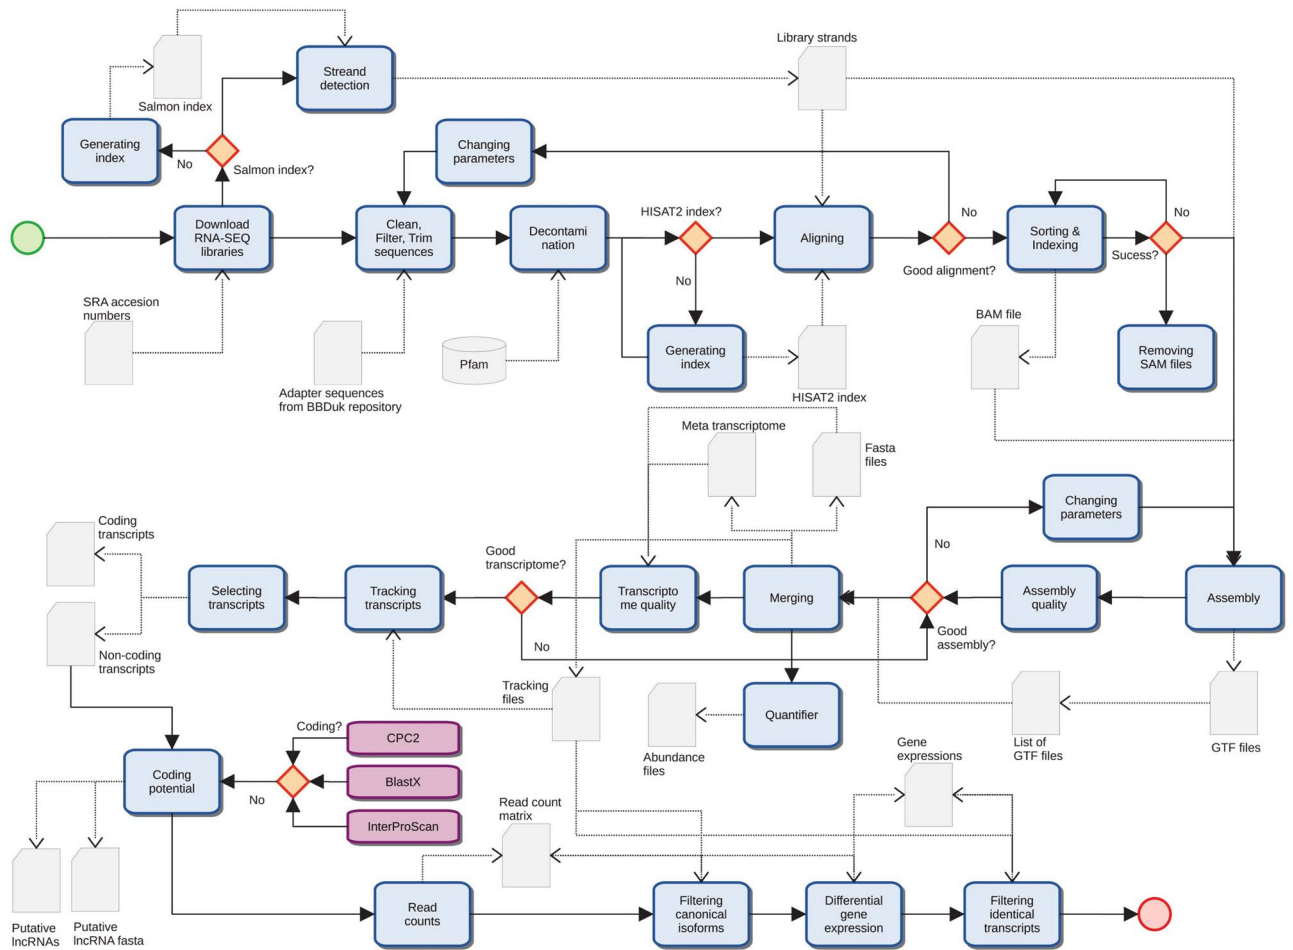 Library strands
Streand
detection
Salmon index
Generating
index
No
Salmon index?
Changing
parameters
Download
RNA-SEQ
libraries
Clean,
Filter, Trim
sequences
Decontami
nation
HISAT2 index?
No
Aligning
No
Good alignment?
Sorting &
Indexing
No
Sucess?
SRA accesion
numbers
Adapter sequences
from BBDuk repository
Pfam
Generating
index
HISAT2 index
BAM file
Removing
SAM files
Meta transcriptome
Fasta
files
Changing
parameters
No
Coding
transcripts
Non-coding
transcripts
Selecting
transcripts
Tracking
transcripts
Good
transcriptome?
No
Transcripto
me quality
Merging
Good
assembly?
Assembly
quality
Assembly
Tracking
files
Abundance
files
Quantifier
List of
GTF files
GTF files
Coding
potential
No
Coding?
CPC2
BlastX
InterProScan
Gene
expressions
Read count
matrix
Putative
lncRNAs
Putative
lncRNA fasta
Read
counts
Filtering
canonical
isoforms
Differential
gene
expression
Filtering
identical
transcripts